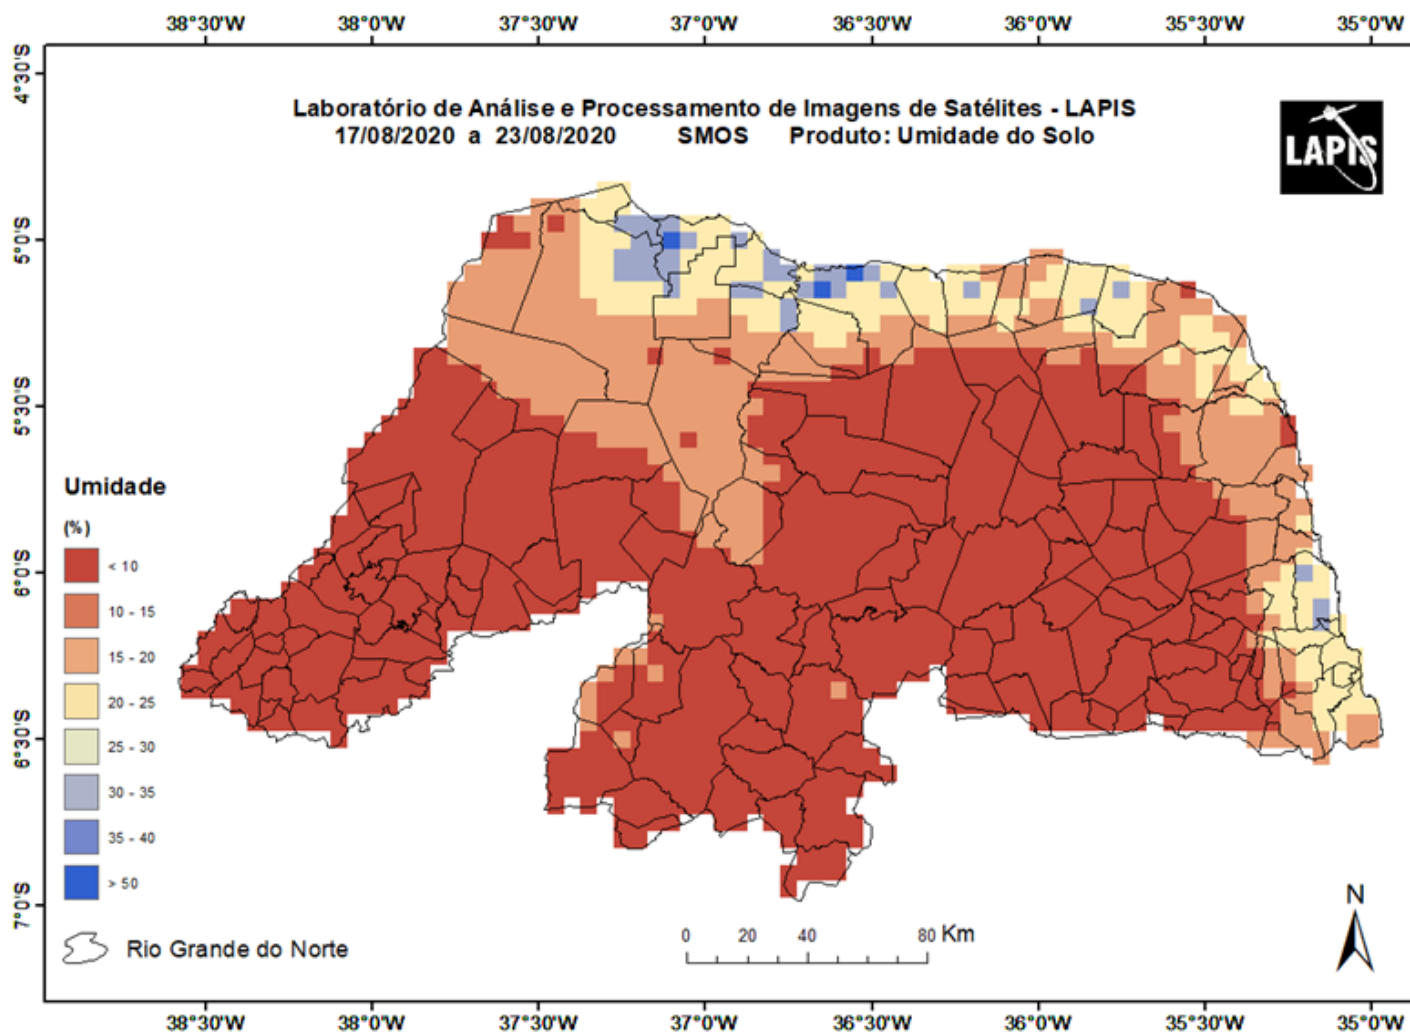 38°30'W 38°0'W 37°30'W 37°0'W 36°30'W 36°0'W 35°30'W 35°0'W
4°30'S
Laboratório de Análise e Processamento de Imagens de Satélites - LAPIS
17/08/2020 a 23/08/2020 SMOS Produto: Umidade do Solo
LAPIS
5°0'S
5°30'S
Umidade
(%)
< 10
6°0'S
10 - 15
15 - 20
20 - 25
25 - 30
6°30'S
30 - 35
35 - 40
> 50
7°0'S
N
Rio Grande do Norte
0 20 40 80 Km
38°30'W 38°0'W 37°30'W 37°0'W 36°30'W 36°0'W 35°30'W 35°0'W